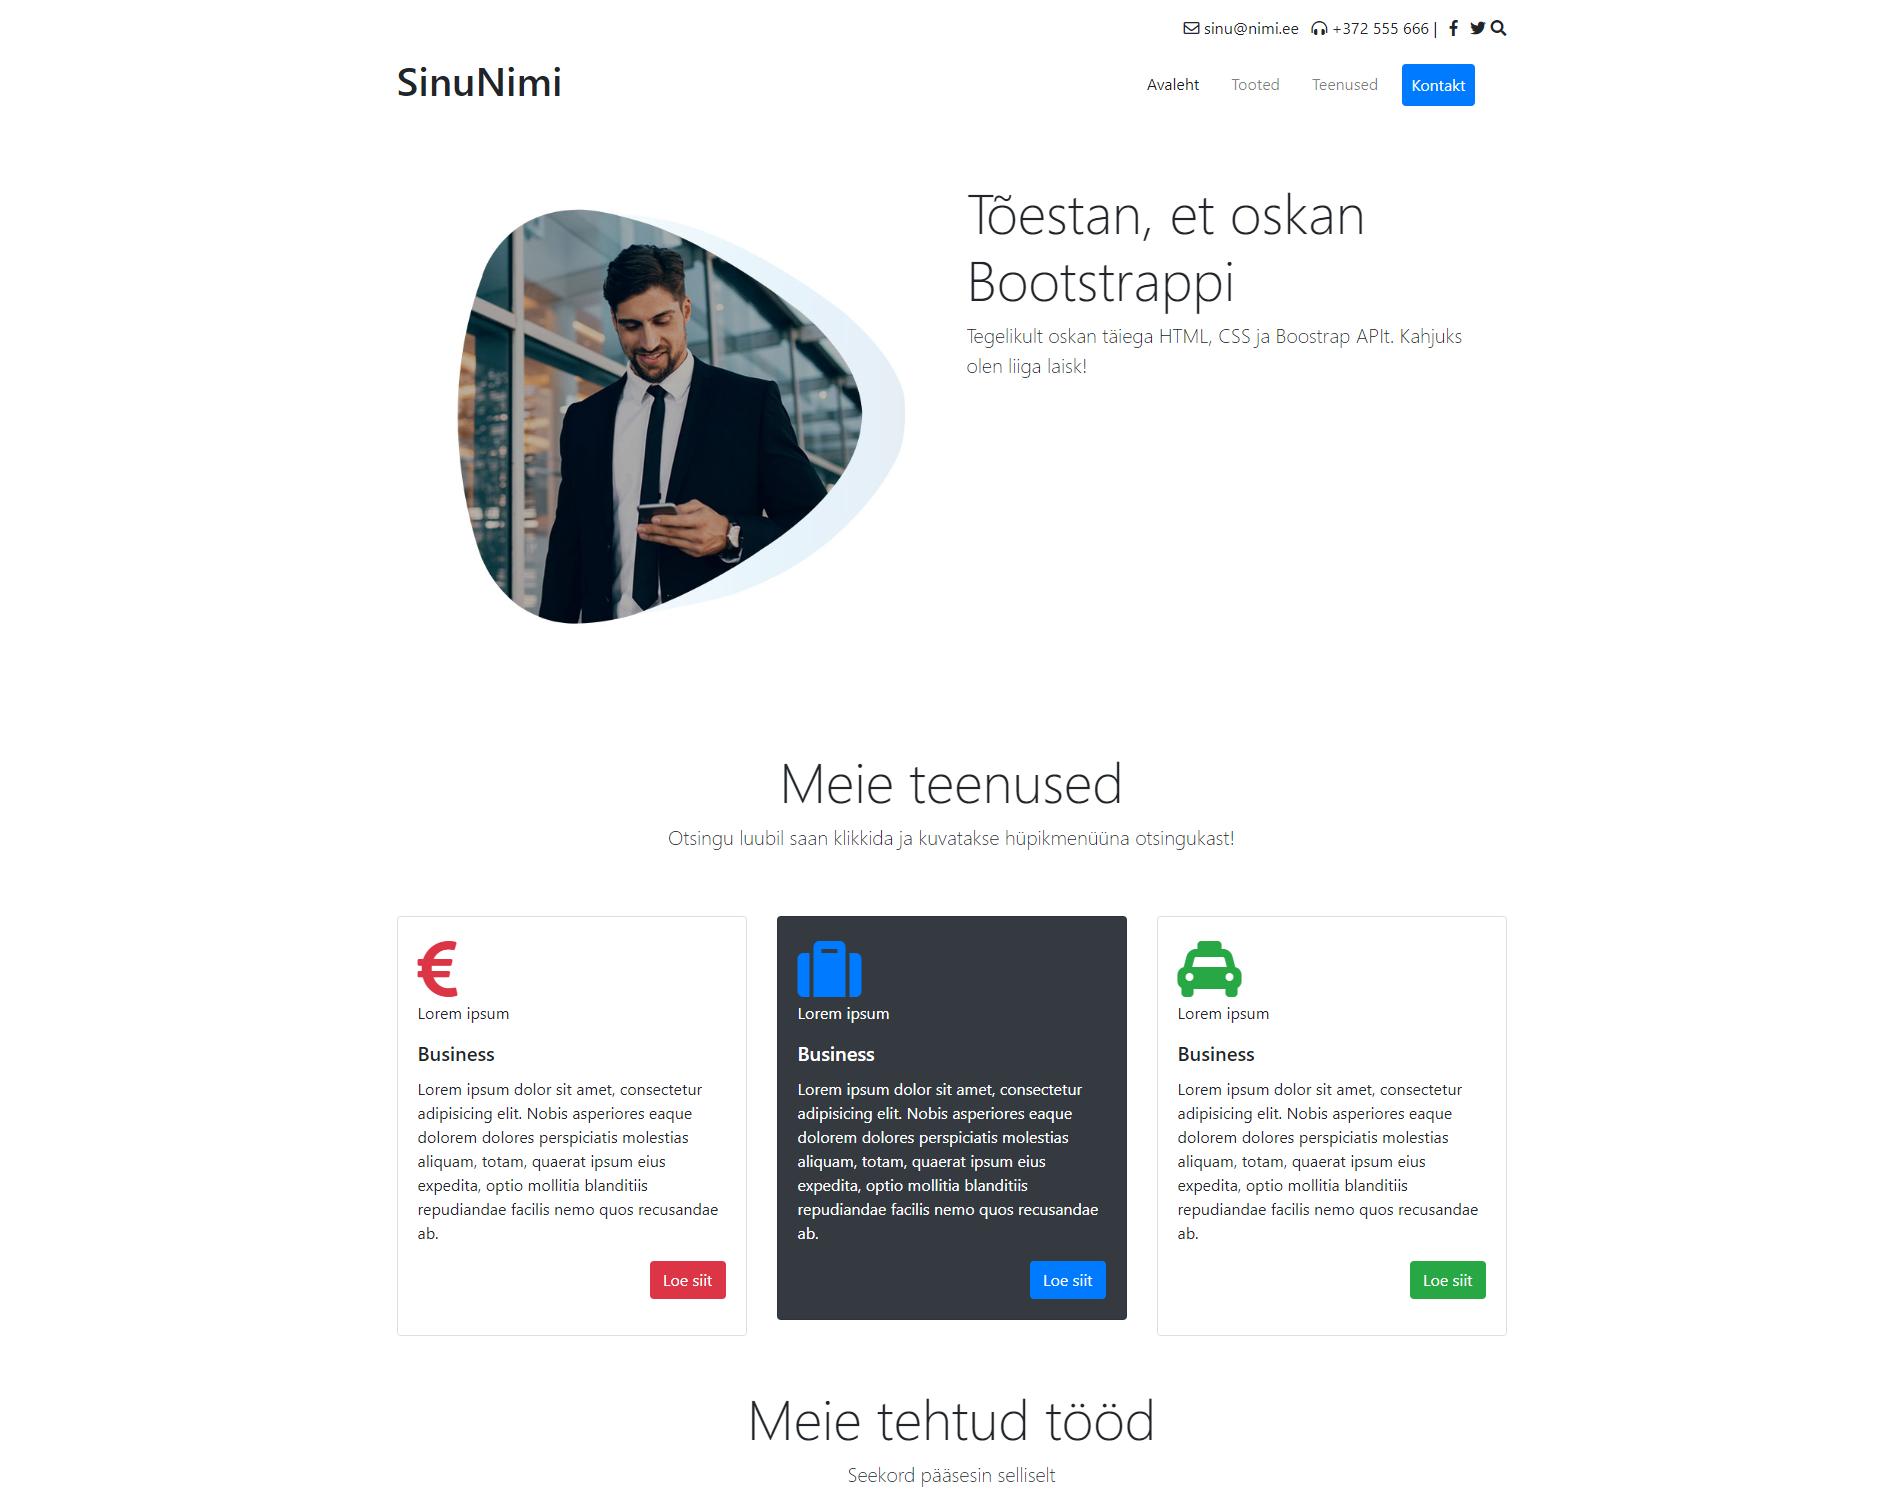 sinu@nimi.ee +372 555 666 |
SinuNimi
Avaleht Tooted Teenused Kontakt
Tõestan, et oskan
Bootstrappi
Tegelikult oskan täiega HTML, CSS ja Boostrap APIt. Kahjuks
olen liiga laisk!
Meie teenused
Otsingu luubil saan klikkida ja kuvatakse hüpikmenüüna otsingukast!
Lorem ipsum
Business
Lorem ipsum dolor sit amet, consectetur
adipisicing elit. Nobis asperiores eaque
dolorem dolores perspiciatis molestias
aliquam, totam, quaerat ipsum eius
expedita, optio mollitia blanditiis
repudiandae facilis nemo quos recusandae
ab.
Loe siit
Lorem ipsum
Business
Lorem ipsum dolor sit amet, consectetur
adipisicing elit. Nobis asperiores eaque
dolorem dolores perspiciatis molestias
aliquam, totam, quaerat ipsum eius
expedita, optio mollitia blanditiis
repudiandae facilis nemo quos recusandae
ab.
Loe siit
Lorem ipsum
Business
Lorem ipsum dolor sit amet, consectetur
adipisicing elit. Nobis asperiores eaque
dolorem dolores perspiciatis molestias
aliquam, totam, quaerat ipsum eius
expedita, optio mollitia blanditiis
repudiandae facilis nemo quos recusandae
ab.
Loe siit
Meie tehtud tööd
Seekord pääsesin selliselt